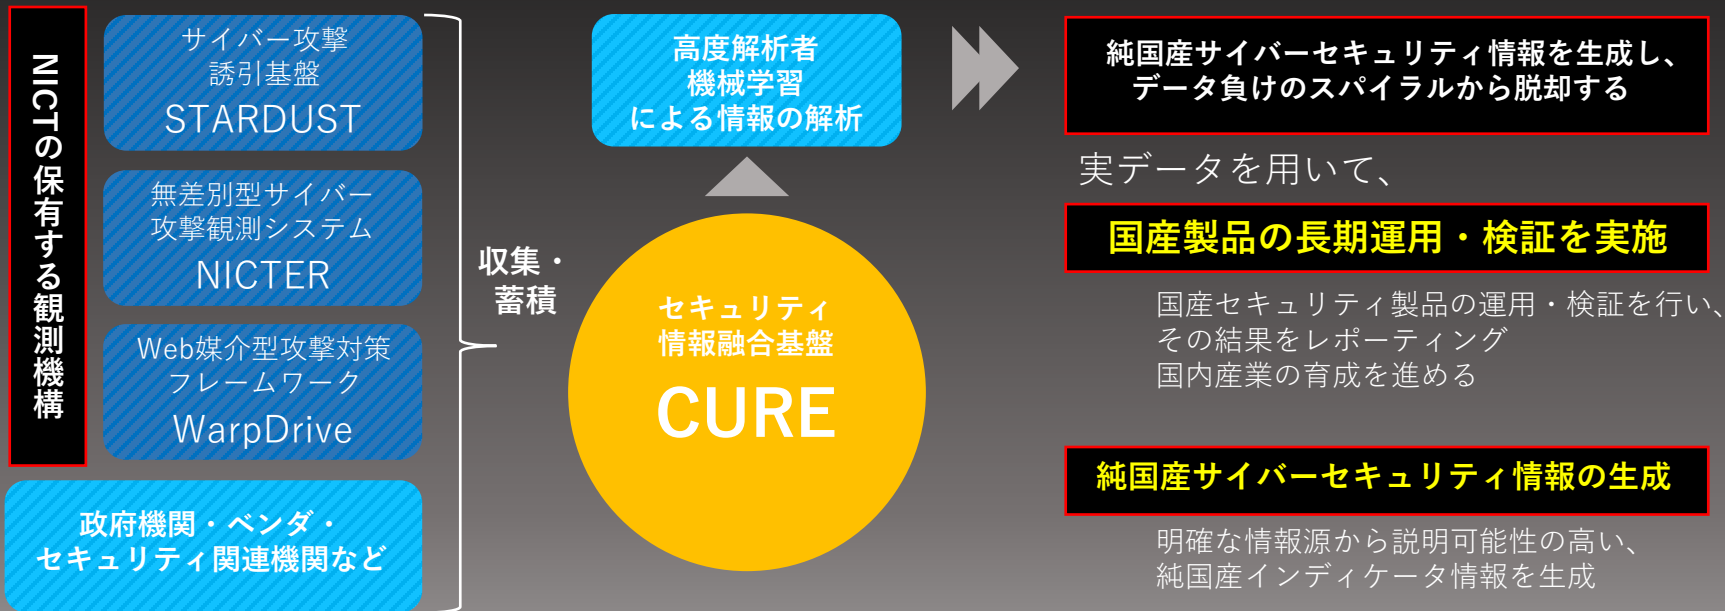 NICTの保有する観測機構
サイバー攻撃
誘引基盤
STARDUST
無差別型サイバー
攻撃観測システム
NICTER
Web媒介型攻撃対策
フレームワーク
WarpDrive
政府機関・ベンダ・
セキュリティ関連機関など
収集・
蓄積
高度解析者
機械学習
による情報の解析
セキュリティ
情報融合基盤
CURE
純国産サイバーセキュリティ情報を生成し、
データ負けのスパイラルから脱却する
実データを用いて、
国産製品の長期運用・検証を実施
国産セキュリティ製品の運用・検証を行い、
その結果をレポーティング
国内産業の育成を進める
純国産サイバーセキュリティ情報の生成
明確な情報源から説明可能性の高い、
純国産インディケータ情報を生成